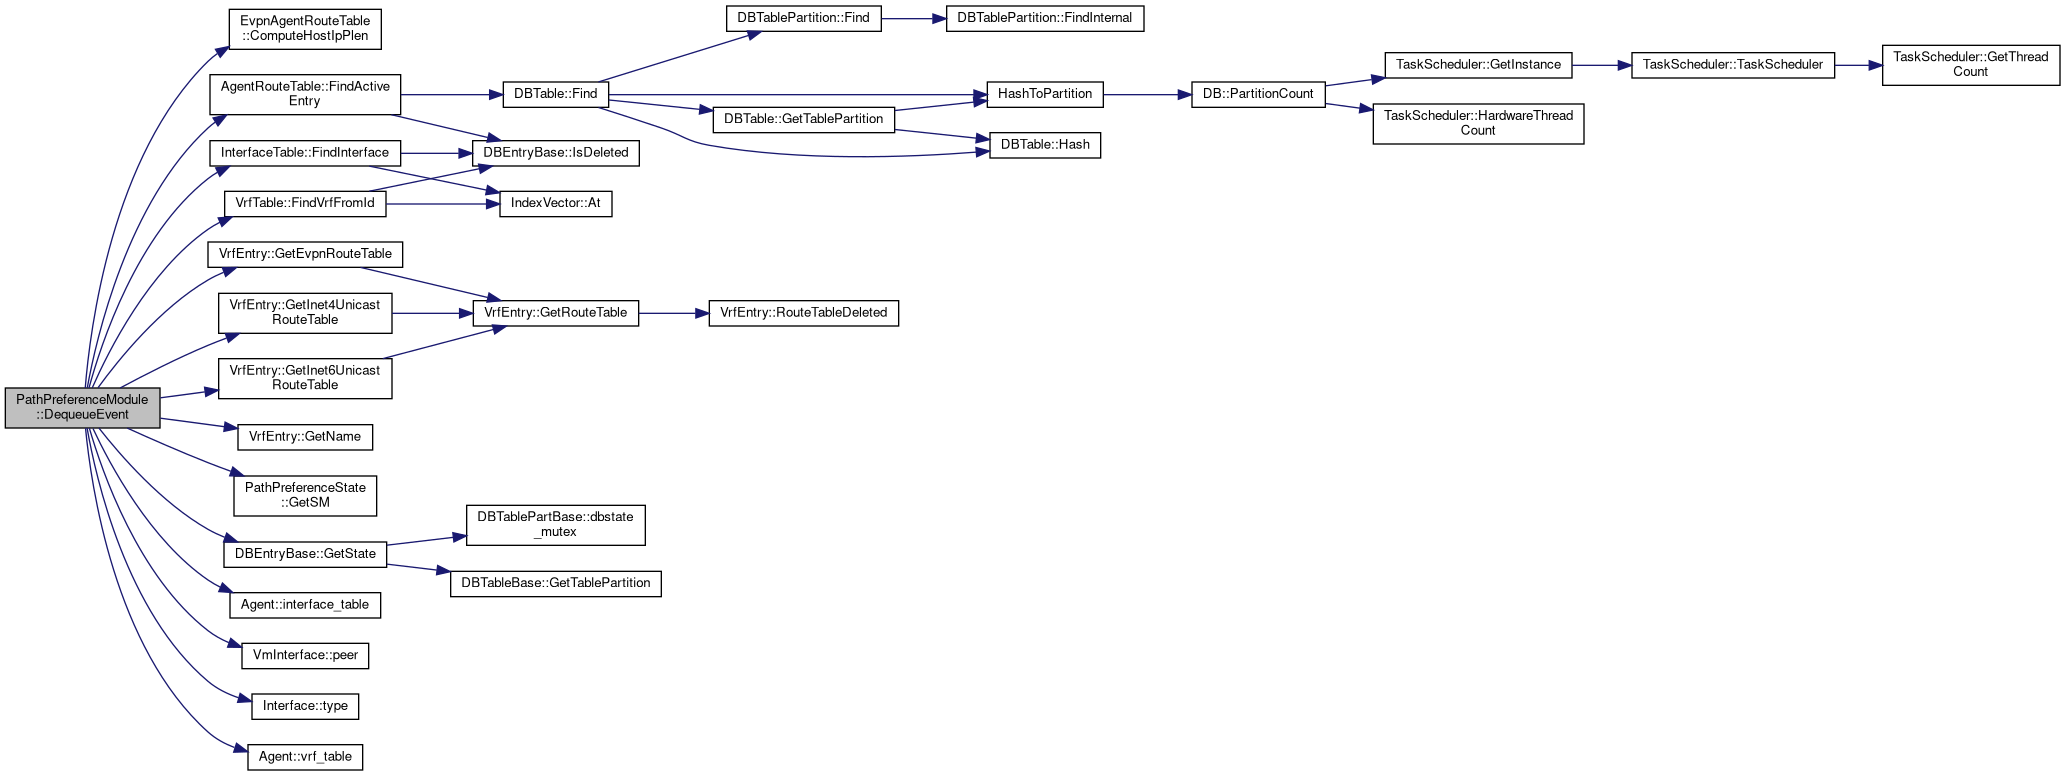 EvpnAgentRouteTable
::ComputeHostIpPlen
AgentRouteTable::FindActive
Entry
InterfaceTable::FindInterface
VrfTable::FindVrfFromId
VrfEntry::GetEvpnRouteTable
VrfEntry::GetInet4Unicast
RouteTable
VrfEntry::GetInet6Unicast
RouteTable
PathPreferenceModule
::DequeueEvent
VrfEntry::GetName
PathPreferenceState
::GetSM
DBEntryBase::GetState
Agent::interface_table
VmInterface::peer
Interface::type
Agent::vrf_table
DBTable::Find
DBEntryBase::IsDeleted
IndexVector::At
VrfEntry::GetRouteTable
DBTablePartBase::dbstate
_mutex
DBTableBase::GetTablePartition
DBTablePartition::Find
DBTable::GetTablePartition
VrfEntry::RouteTableDeleted
DBTablePartition::FindInternal
HashToPartition
DBTable::Hash
DB::PartitionCount
TaskScheduler::GetInstance
TaskScheduler::HardwareThread
Count
TaskScheduler::TaskScheduler
TaskScheduler::GetThread
Count